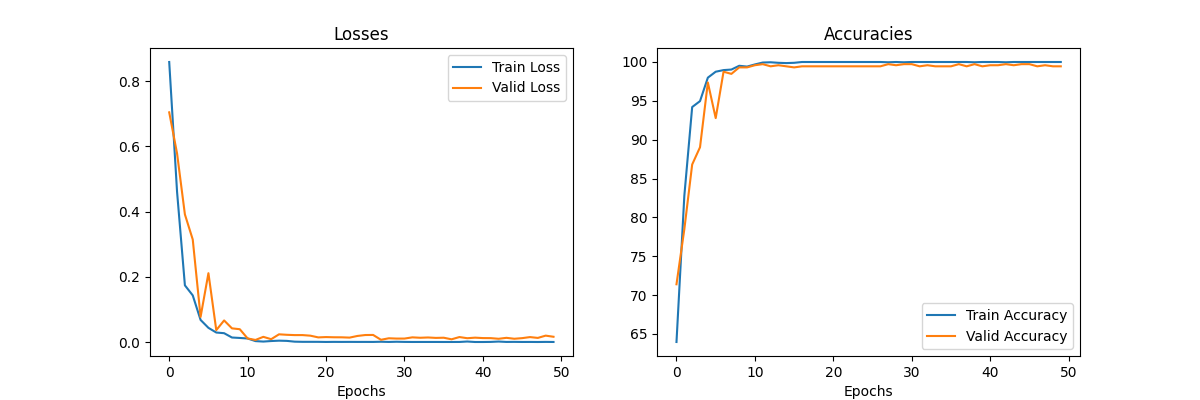 Losses
0.8
0.6
0.4
0.2
0.0
Train Loss
Valid Loss
0 10 20 30 40 50
Epochs
Accuracies
100
95
90
85
80
75
70
65
Train Accuracy
Valid Accuracy
0 10 20 30 40 50
Epochs